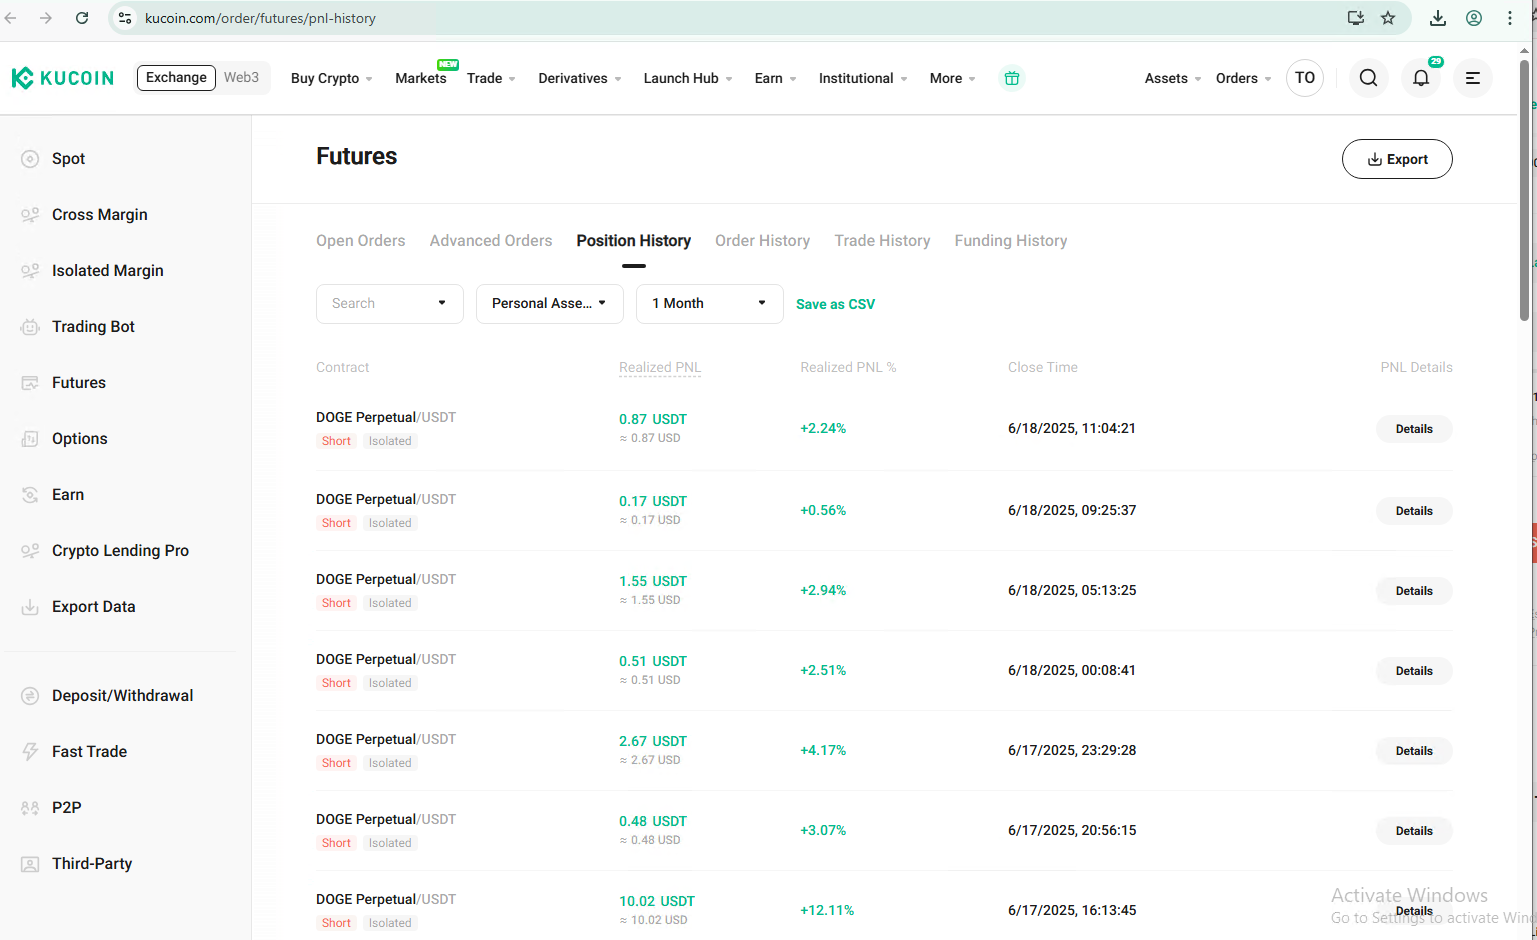 kucoin.com/order/futures/pnl-history
KUCOIN Exchange Web3 Buy Crypto Markets NEW Trade Derivatives Launch Hub Earn Institutional More Assets Orders TO 29
Spot
Cross Margin
Isolated Margin
Trading Bot
Futures
Options
Earn
Crypto Lending Pro
Export Data
Deposit/Withdrawal
Fast Trade
P2P
Third-Party
Futures
Export
Open Orders Advanced Orders Position History Order History Trade History Funding History
Search Personal Asse... 1 Month Save as CSV
Contract Realized PNL Realized PNL % Close Time PNL Details
DOGE Perpetual/USDT 0.87 USDT +2.24% 6/18/2025, 11:04:21 Details
Short Isolated ≈ 0.87 USD
DOGE Perpetual/USDT 0.17 USDT +0.56% 6/18/2025, 09:25:37 Details
Short Isolated ≈ 0.17 USD
DOGE Perpetual/USDT 1.55 USDT +2.94% 6/18/2025, 05:13:25 Details
Short Isolated ≈ 1.55 USD
DOGE Perpetual/USDT 0.51 USDT +2.51% 6/18/2025, 00:08:41 Details
Short Isolated ≈ 0.51 USD
DOGE Perpetual/USDT 2.67 USDT +4.17% 6/17/2025, 23:29:28 Details
Short Isolated ≈ 2.67 USD
DOGE Perpetual/USDT 0.48 USDT +3.07% 6/17/2025, 20:56:15 Details
Short Isolated ≈ 0.48 USD
DOGE Perpetual/USDT 10.02 USDT +12.11% 6/17/2025, 16:13:45 Details
Short Isolated ≈ 10.02 USD
Activate Windows
Go to Settings to activate Win